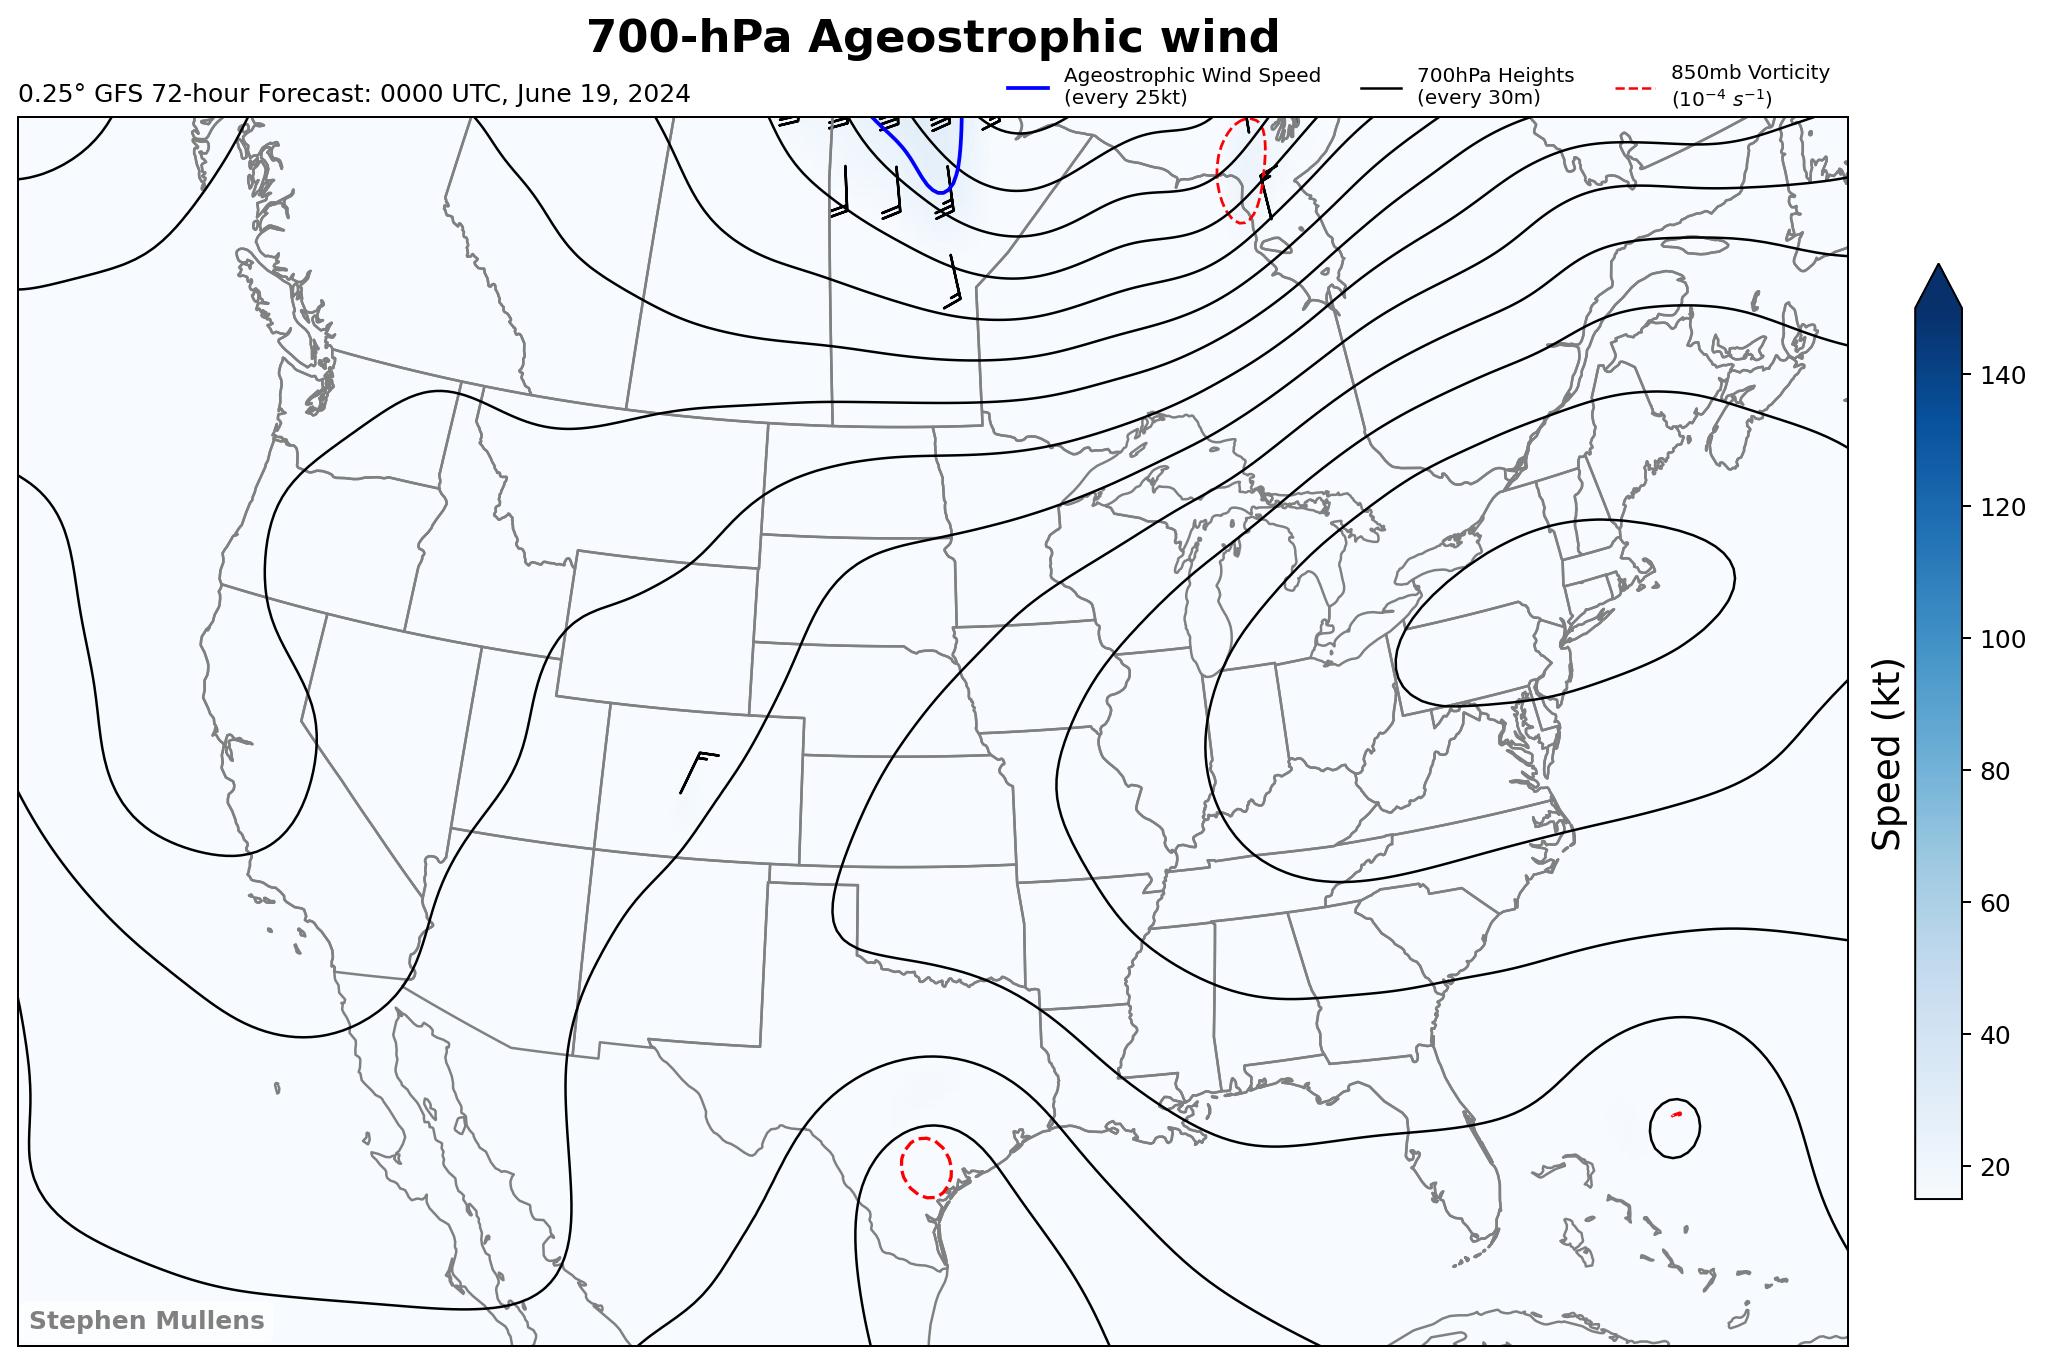 700-hPa Ageostrophic wind
0.25° GFS 72-hour Forecast: 0000 UTC, June 19, 2024
Ageostrophic Wind Speed
(every 25kt)
700hPa Heights
(every 30m)
850mb Vorticity
(10⁻⁴ s⁻¹)
140
120
100
80
60
40
20
Speed (kt)
Stephen Mullens